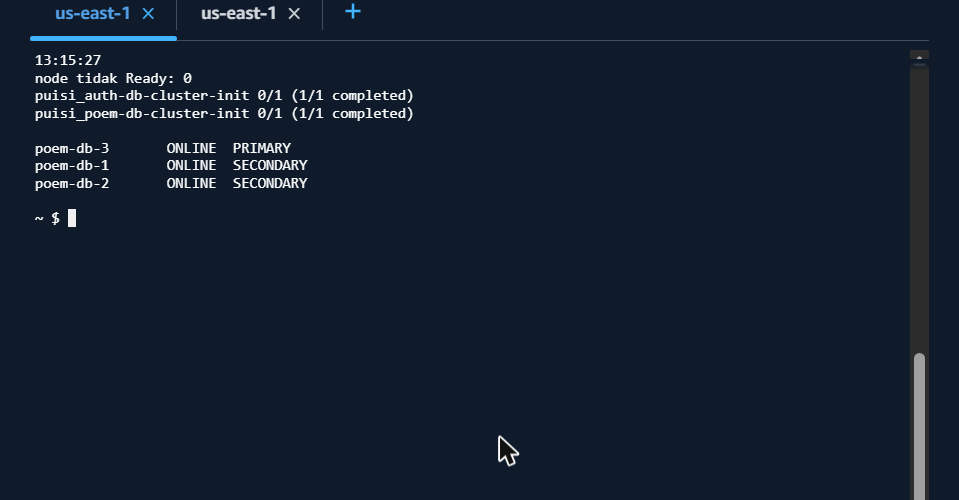 us-east-1 × us-east-1 × +
13:15:27
node tidak Ready: 0
puisi_auth-db-cluster-init 0/1 (1/1 completed)
puisi_poem-db-cluster-init 0/1 (1/1 completed)
poem-db-3 ONLINE PRIMARY
poem-db-1 ONLINE SECONDARY
poem-db-2 ONLINE SECONDARY
~ $